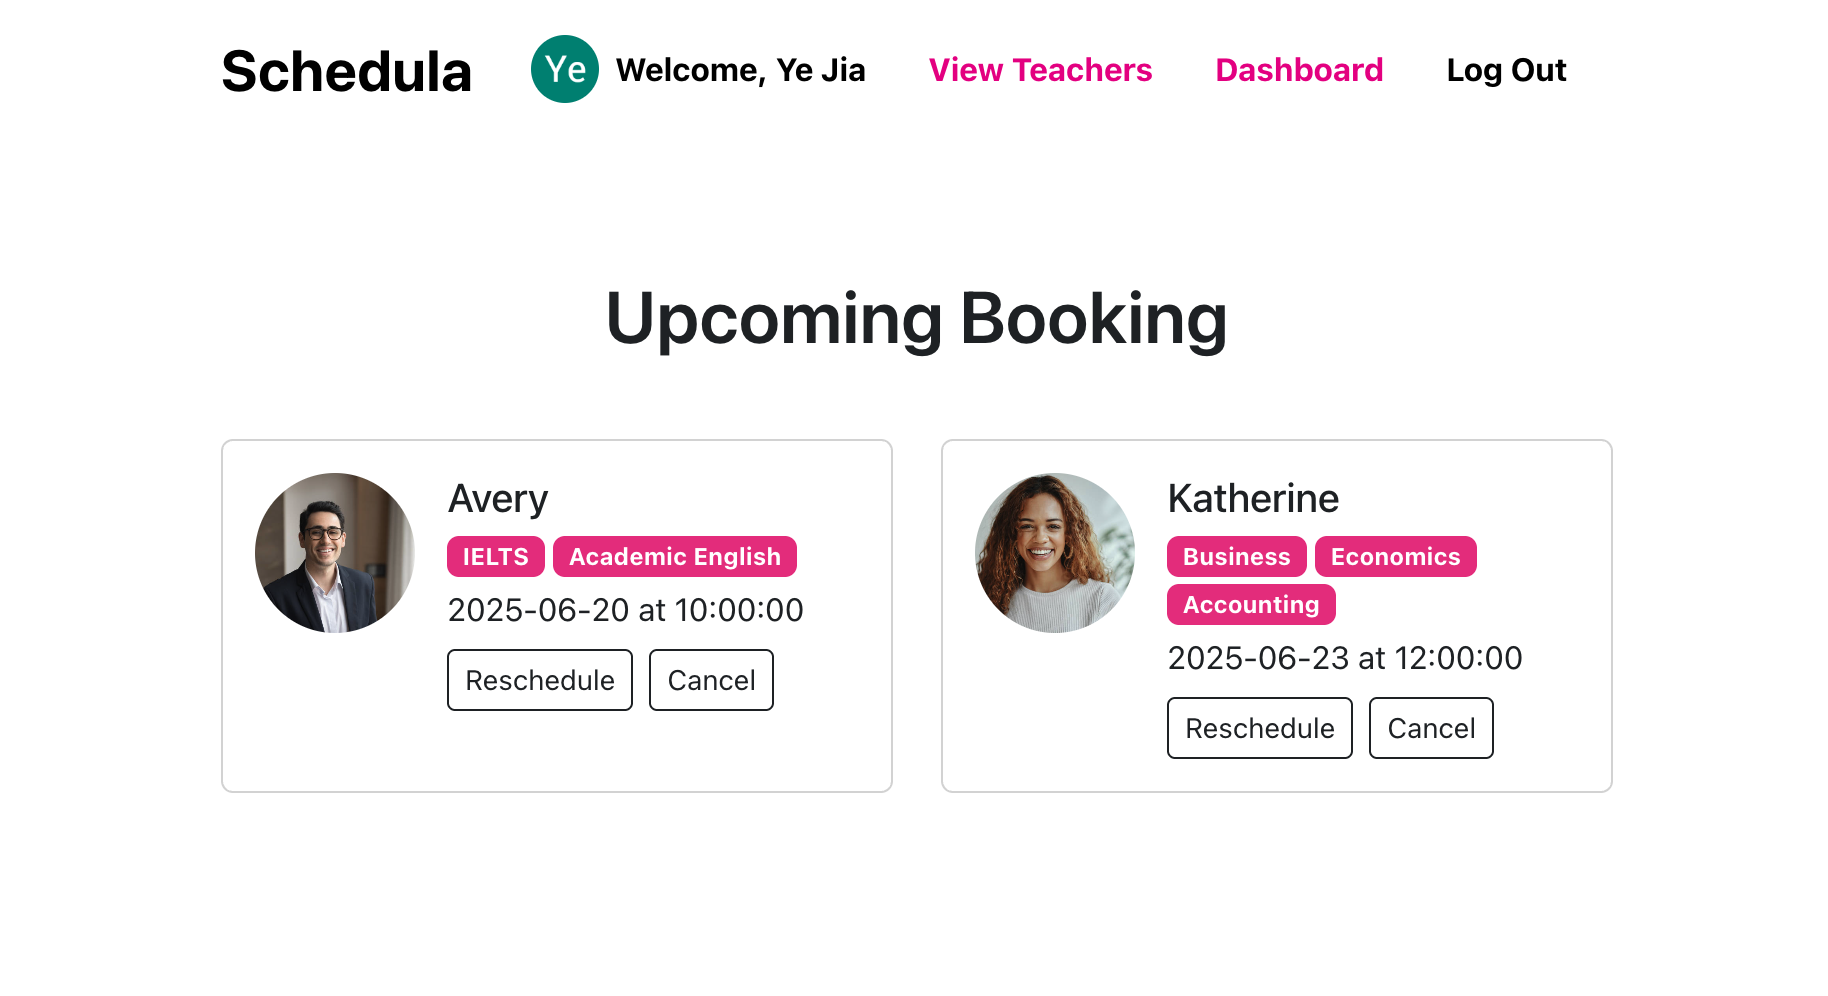 Schedula Ye Welcome, Ye Jia View Teachers Dashboard Log Out
Upcoming Booking
Avery
IELTS Academic English
2025-06-20 at 10:00:00
Reschedule Cancel
Katherine
Business Economics
Accounting
2025-06-23 at 12:00:00
Reschedule Cancel